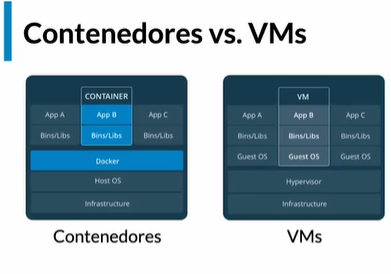 Contenedores vs. VMs
CONTAINER
App A App B App C
Bins/Libs Bins/Libs Bins/Libs
Docker
Host OS
Infrastructure
Contenedores
VM
App A App B App C
Bins/Libs Bins/Libs Bins/Libs
Guest OS Guest OS Guest OS
Hypervisor
Infrastructure
VMs